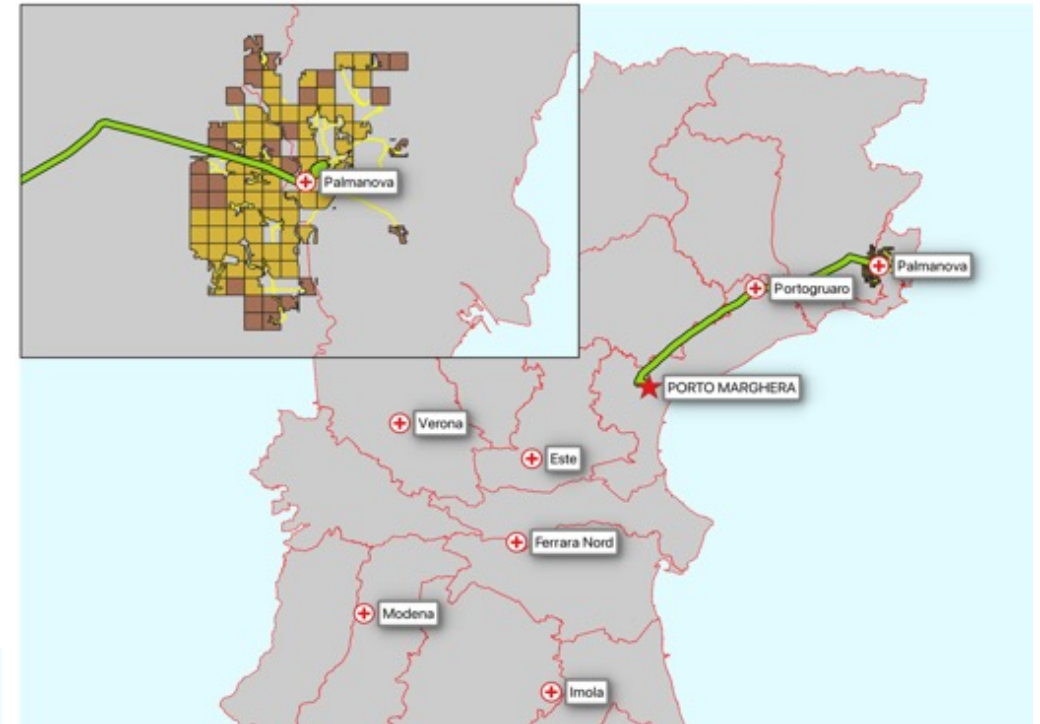 Palmanova
Palmanova
Portogruaro
PORTO MARGHERA
Verona
Este
Ferrara Nord
Modena
Imola